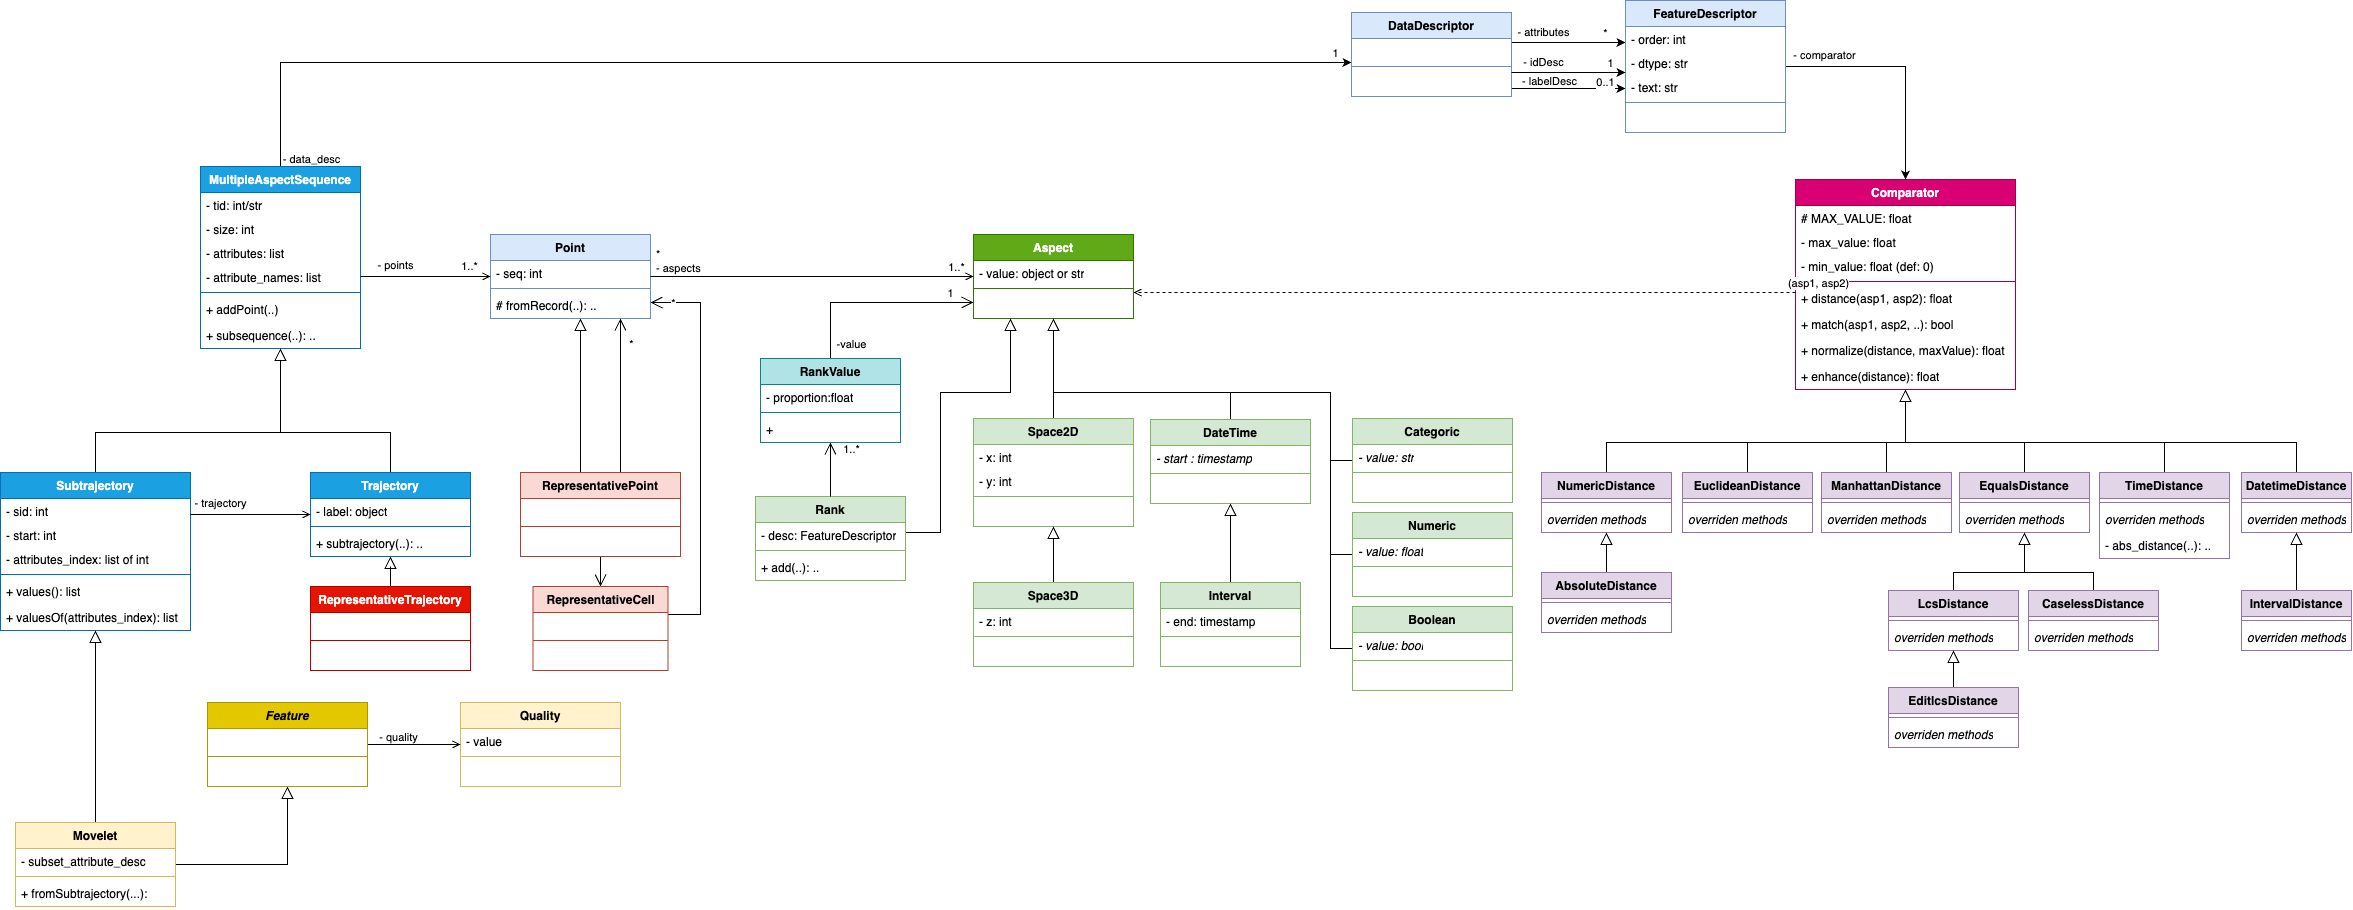 DataDescriptor
- attributes
*
- idDesc
1
- labelDesc
0..1
FeatureDescriptor
- order: int
- dtype: str
- text: str
- comparator
1
- data_desc
MultipleAspectSequence
- tid: int/str
- size: int
- attributes: list
- attribute_names: list
+ addPoint(..)
+ subsequence(..): ..
- points
1..*
Point
- seq: int
# fromRecord(..): ..
*
- aspects
1..*
*
*
Aspect
- value: object or str
1
-value
RankValue
- proportion:float
+
1..*
Rank
- desc: FeatureDescriptor
+ add(..): ..
Comparator
# MAX_VALUE: float
- max_value: float
- min_value: float (def: 0)
(asp1, asp2)
+ distance(asp1, asp2): float
+ match(asp1, asp2, ..): bool
+ normalize(distance, maxValue): float
+ enhance(distance): float
Subtrajectory
- sid: int
- start: int
- attributes_index: list of int
+ values(): list
+ valuesOf(attributes_index): list
- trajectory
Trajectory
- label: object
+ subtrajectory(..): ..
RepresentativeTrajectory
RepresentativePoint
RepresentativeCell
Space2D
- x: int
- y: int
Space3D
- z: int
DateTime
- start : timestamp
Interval
- end: timestamp
Categoric
- value: str
Numeric
- value: float
Boolean
- value: bool
NumericDistance
overriden methods
EuclideanDistance
overriden methods
ManhattanDistance
overriden methods
EqualsDistance
overriden methods
TimeDistance
overriden methods
- abs_distance(..): ..
DatetimeDistance
overriden methods
AbsoluteDistance
overriden methods
LcsDistance
overriden methods
CaselessDistance
overriden methods
IntervalDistance
overriden methods
EditlcsDistance
overriden methods
Feature
- quality
Quality
- value
Movelet
- subset_attribute_desc
+ fromSubtrajectory(...):